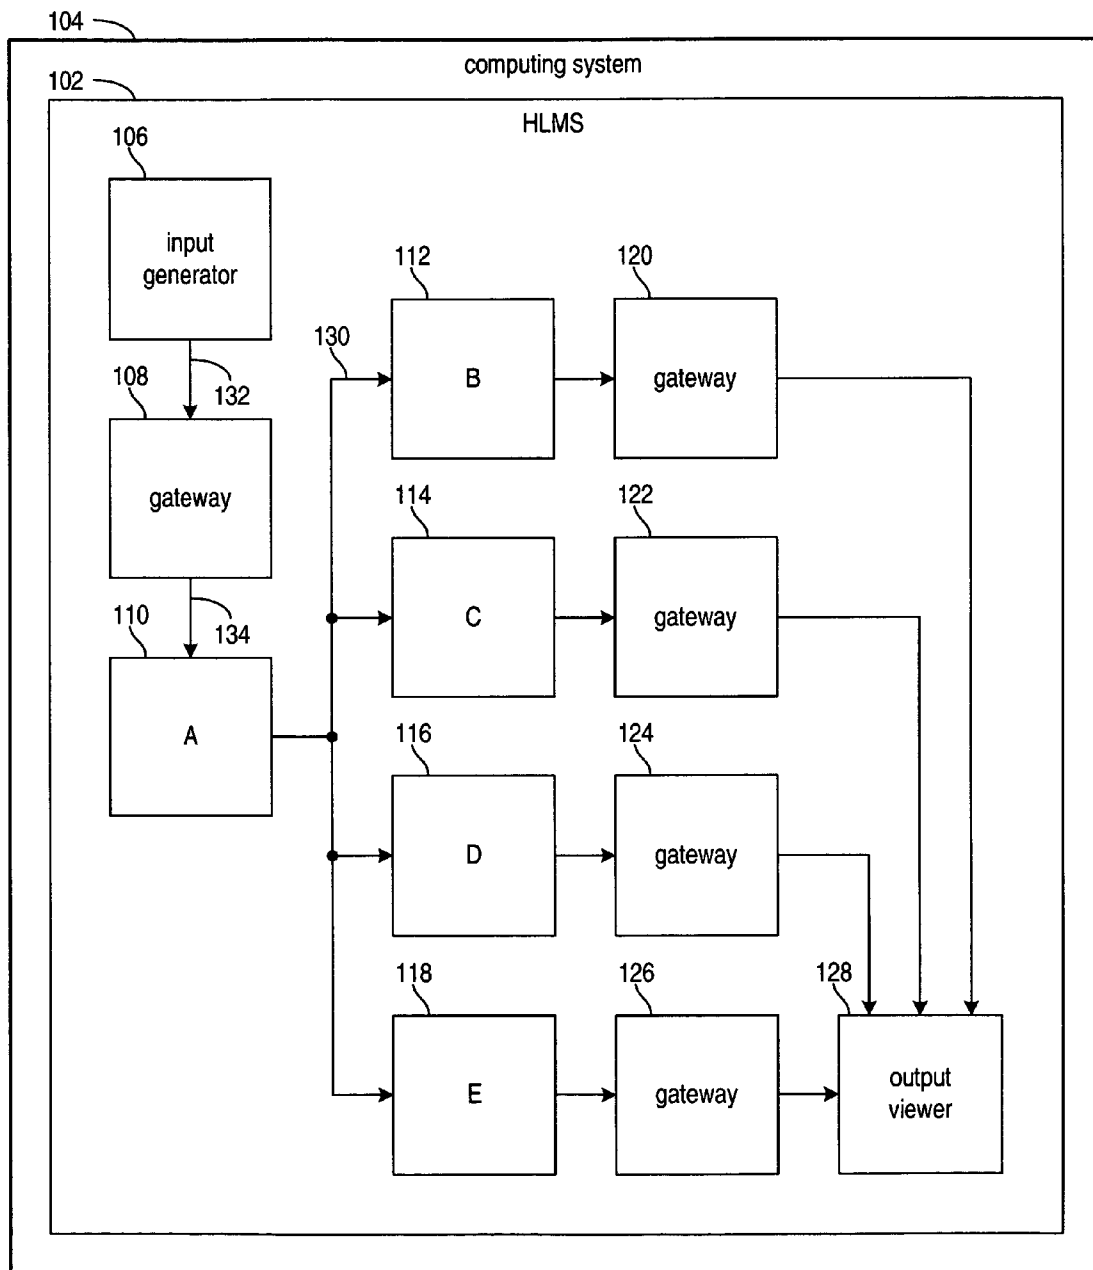 104
computing system
102
HLMS
106
input
generator
112
120
130
B
gateway
108
132
gateway
114
122
C
gateway
110
134
A
116
124
D
gateway
118
126
128
E
gateway
output
viewer